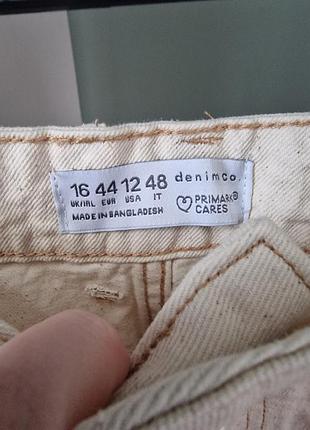 16 44 12 48 denimco.
UK/IRL EUR USA IT PRIMARK®
MADE IN BANGLADESH CARES